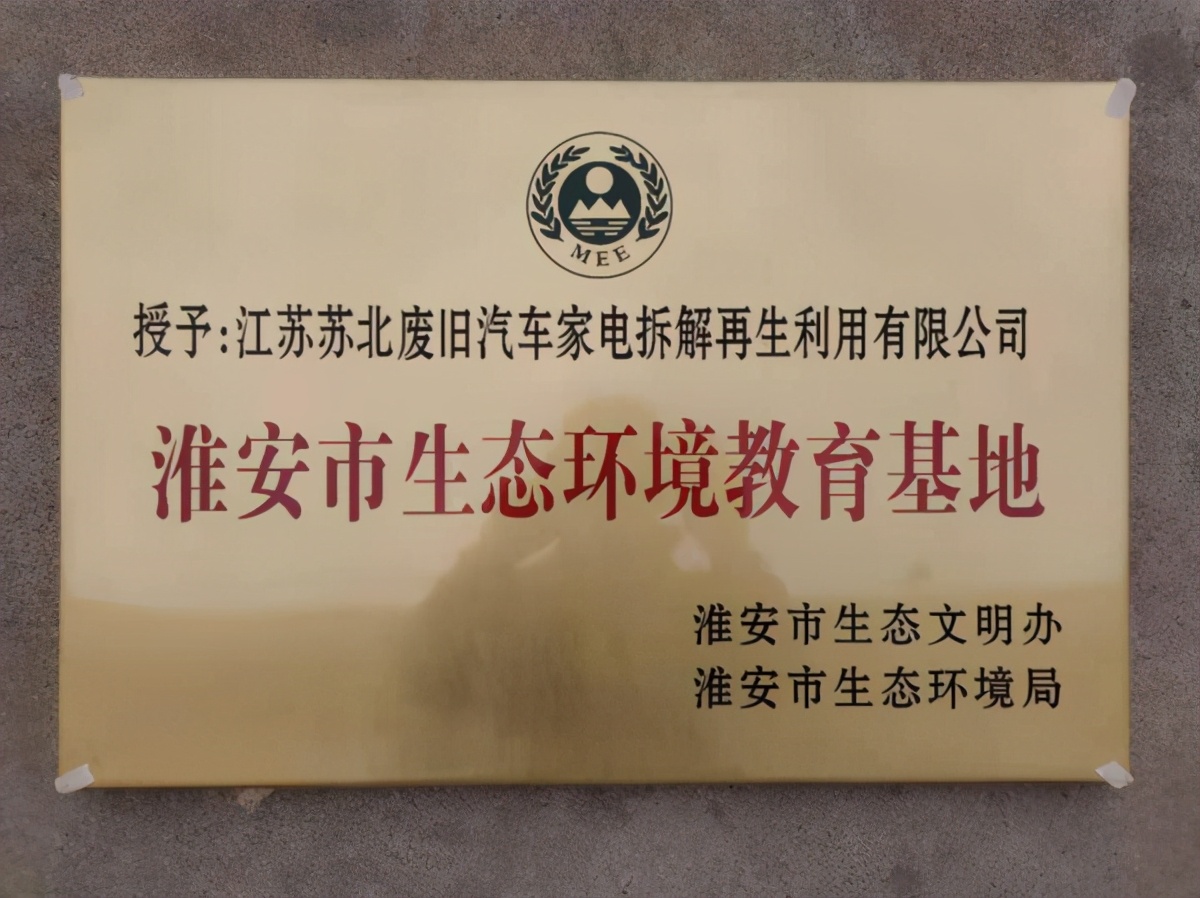 MEE
授予:江苏苏北废旧汽车家电拆解再生利用有限公司
淮安市生态环境教育基地
淮安市生态文明办
淮安市生态环境局